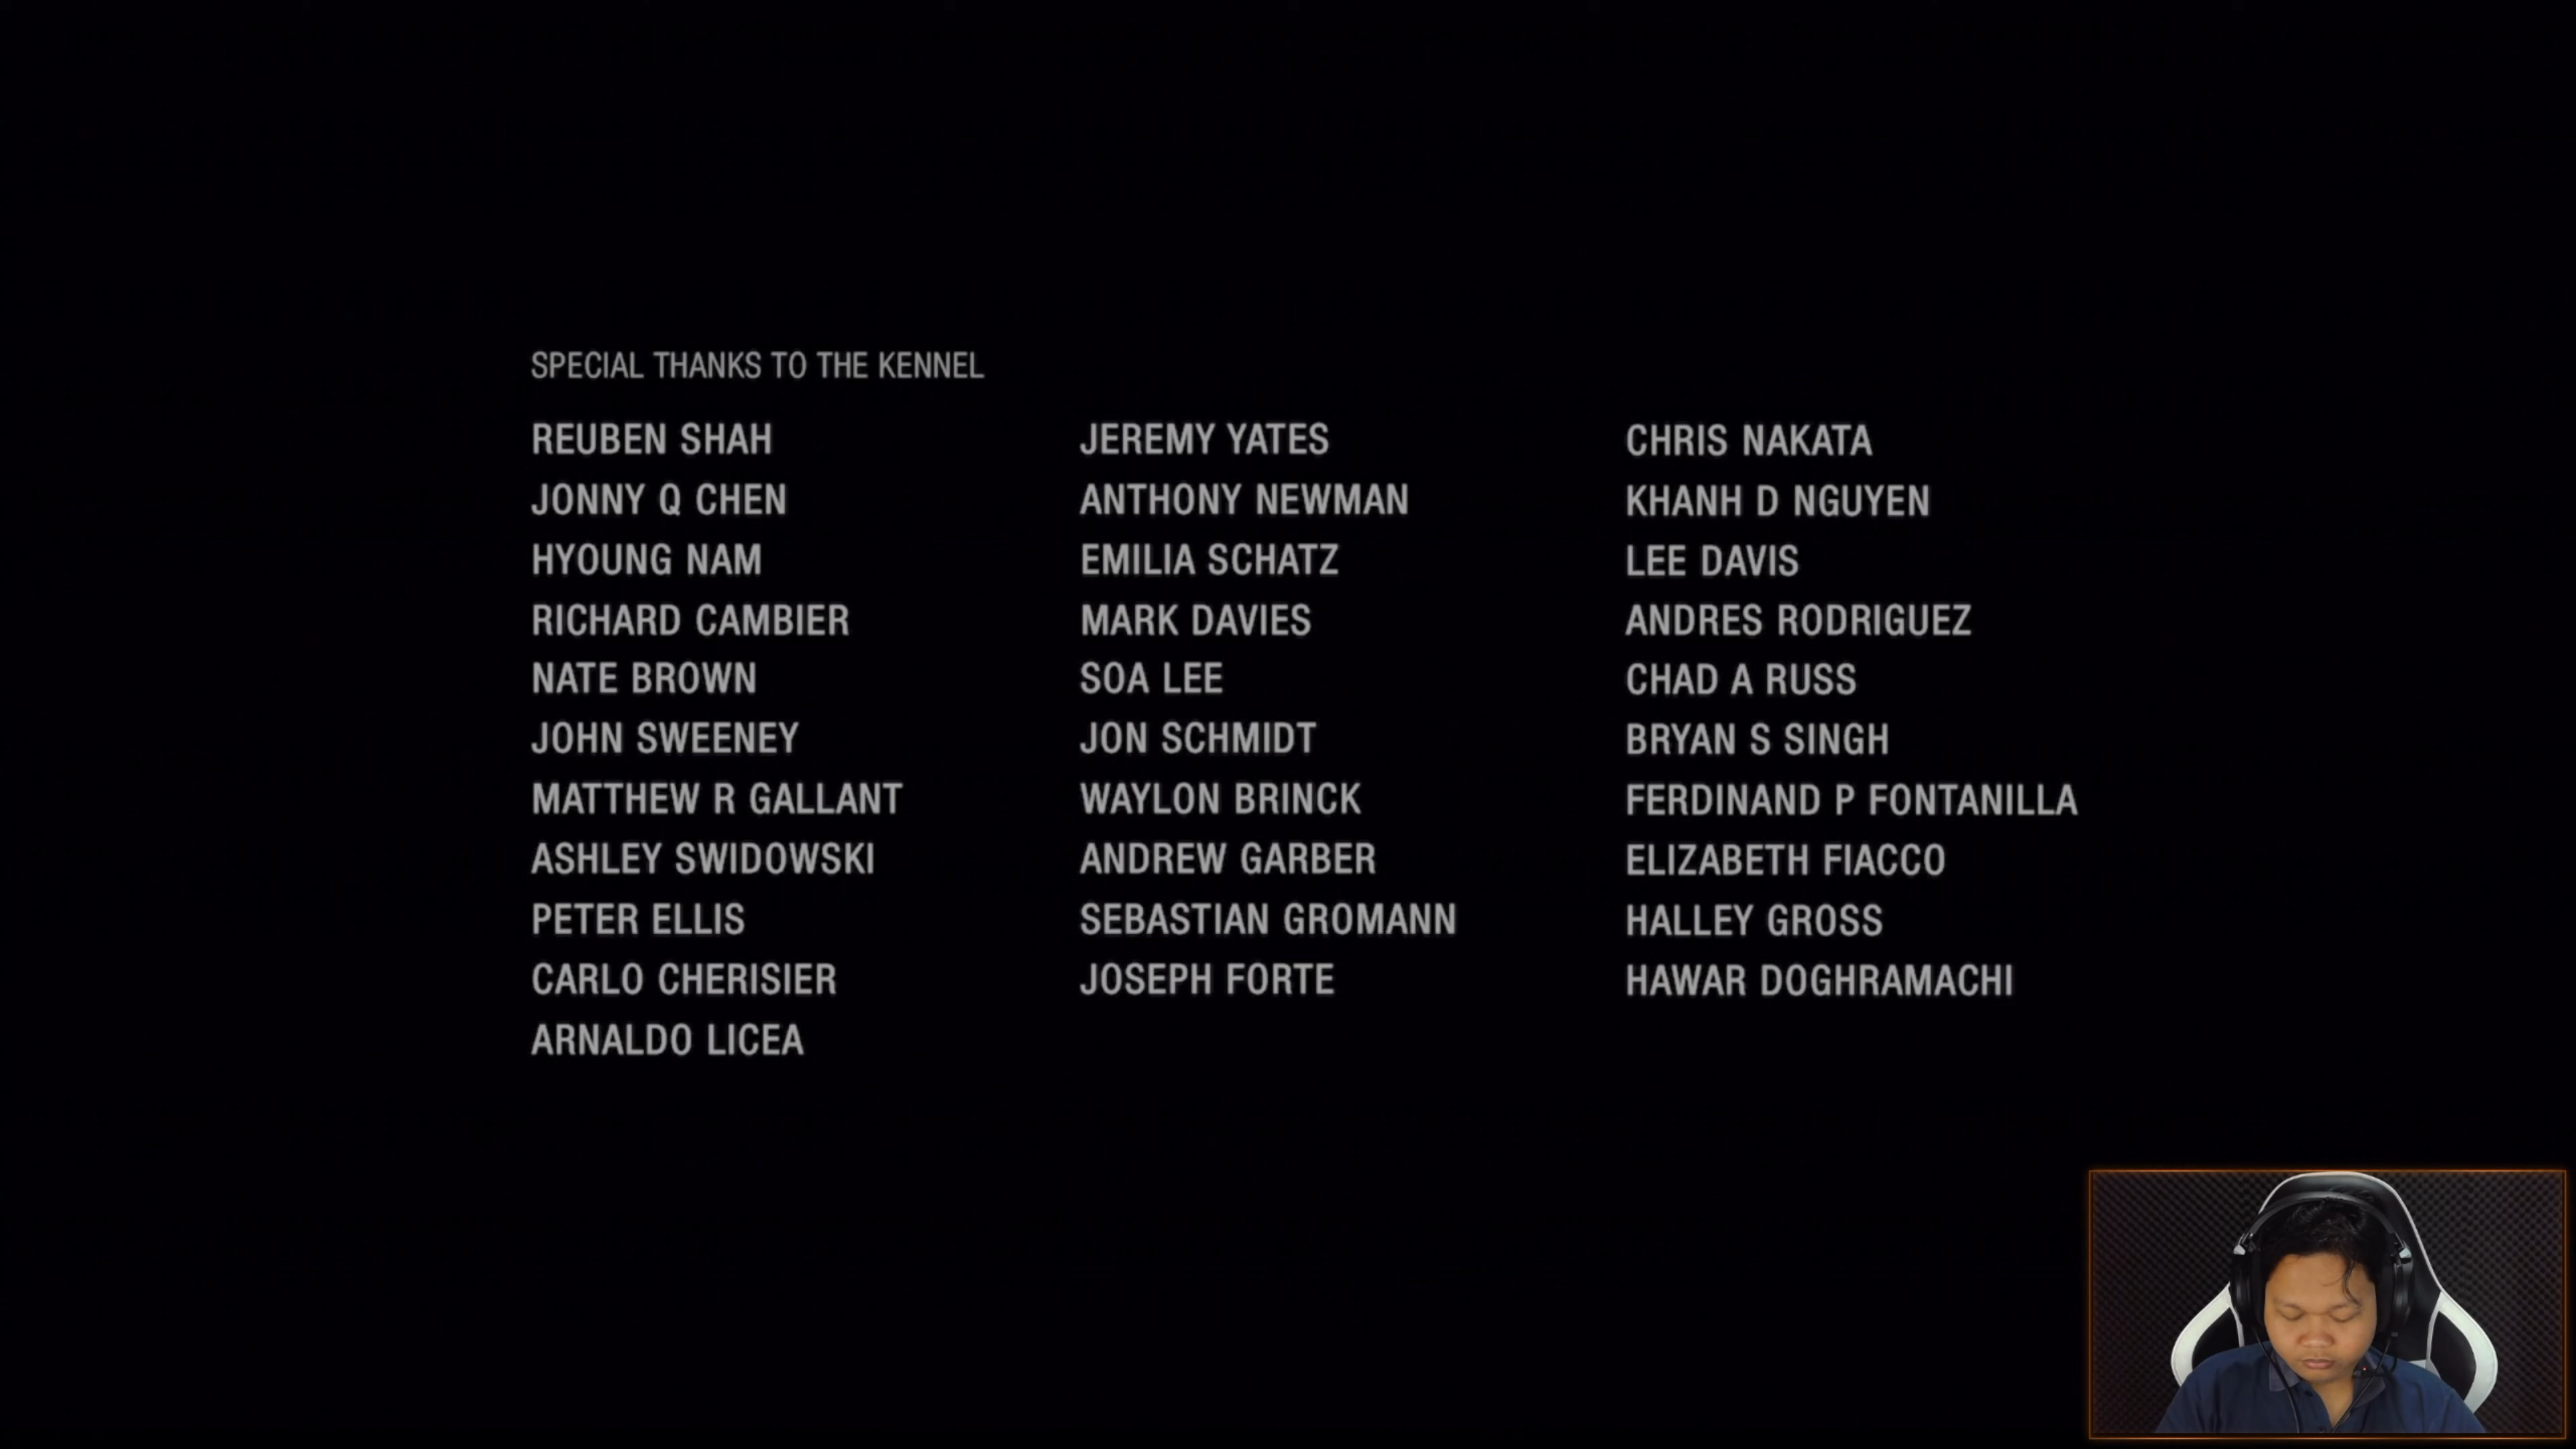 SPECIAL THANKS TO THE KENNEL
REUBEN SHAH
JONNY Q CHEN
HYOUNG NAM
RICHARD CAMBIER
NATE BROWN
JOHN SWEENEY
MATTHEW R GALLANT
ASHLEY SWIDOWSKI
PETER ELLIS
CARLO CHERISIER
ARNALDO LICEA
JEREMY YATES
ANTHONY NEWMAN
EMILIA SCHATZ
MARK DAVIES
SOA LEE
JON SCHMIDT
WAYLON BRINCK
ANDREW GARBER
SEBASTIAN GROMANN
JOSEPH FORTE
CHRIS NAKATA
KHANH D NGUYEN
LEE DAVIS
ANDRES RODRIGUEZ
CHAD A RUSS
BRYAN S SINGH
FERDINAND P FONTANILLA
ELIZABETH FIACCO
HALLEY GROSS
HAWAR DOGHRAMACHI